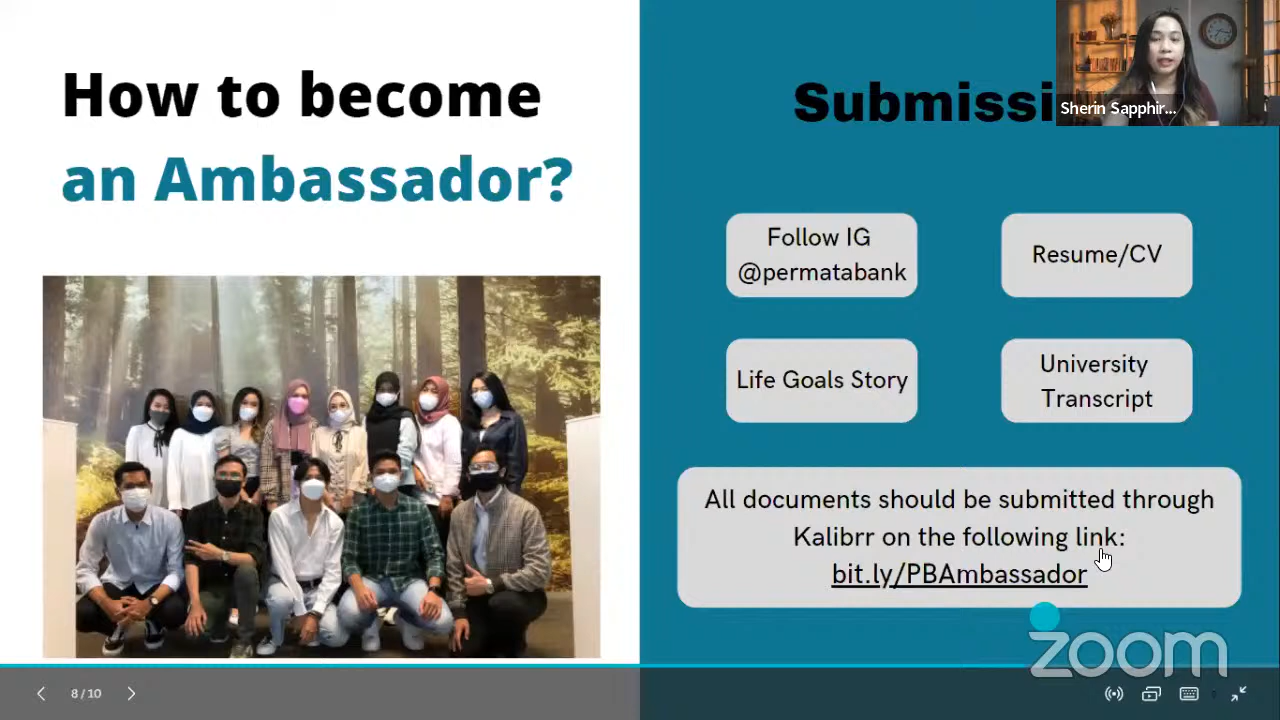 How to become
an Ambassador?
Submissi
Sherin Sapphir...
Follow IG
@permatabank
Resume/CV
Life Goals Story
University
Transcript
All documents should be submitted through
Kalibrr on the following link:
bit.ly/PBAmbassador
zoom
8 / 10